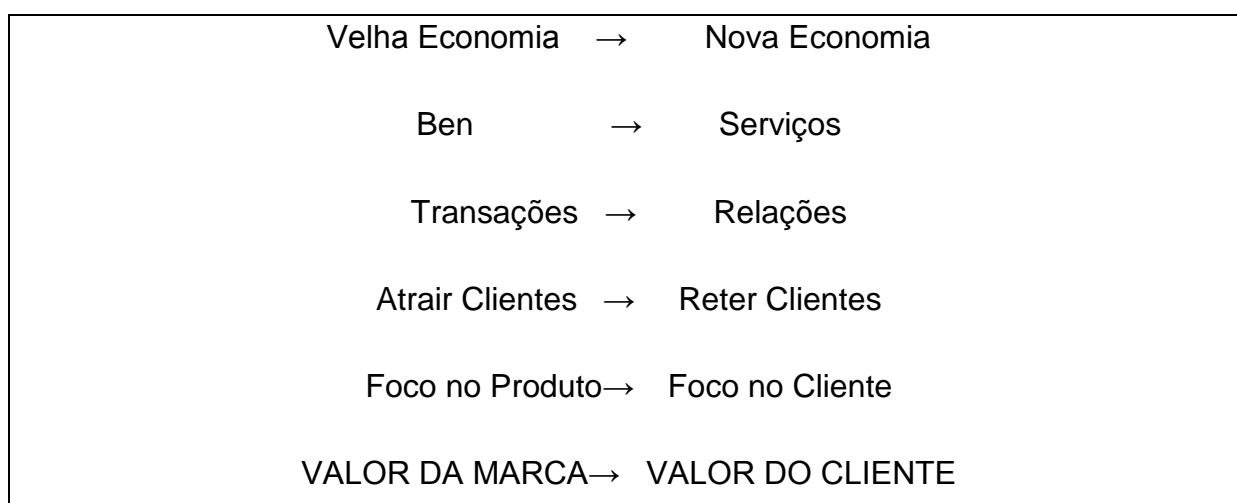 Velha Economia → Nova Economia
Ben → Serviços
Transações → Relações
Atrair Clientes → Reter Clientes
Foco no Produto→ Foco no Cliente
VALOR DA MARCA→ VALOR DO CLIENTE